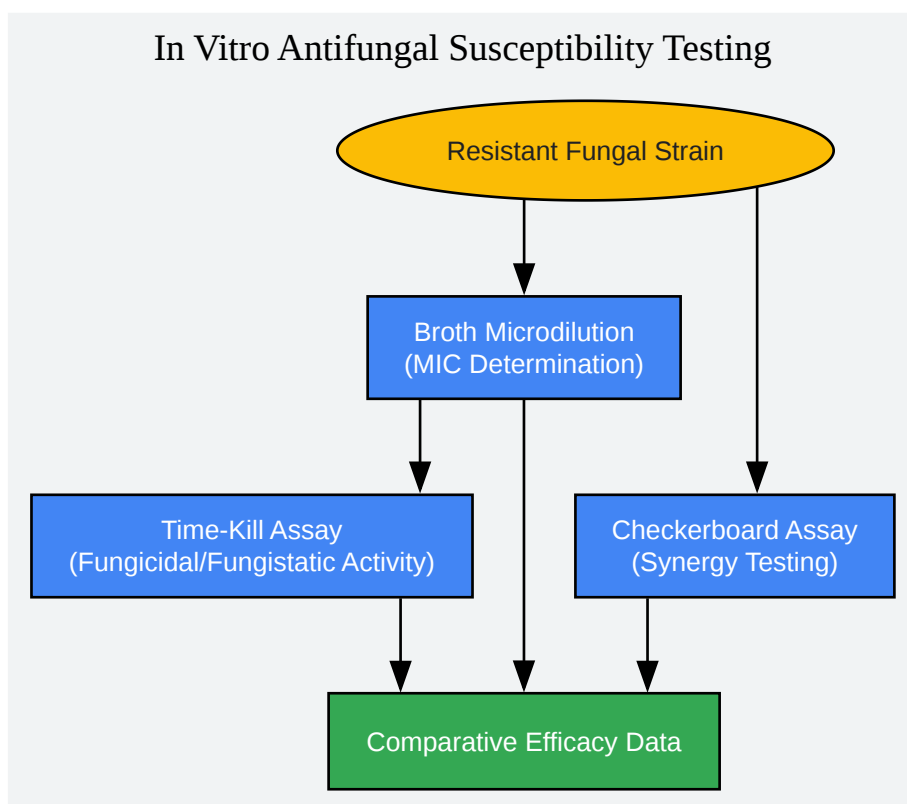 In Vitro Antifungal Susceptibility Testing
Resistant Fungal Strain
Broth Microdilution
(MIC Determination)
Time-Kill Assay
(Fungicidal/Fungistatic Activity)
Checkerboard Assay
(Synergy Testing)
Comparative Efficacy Data